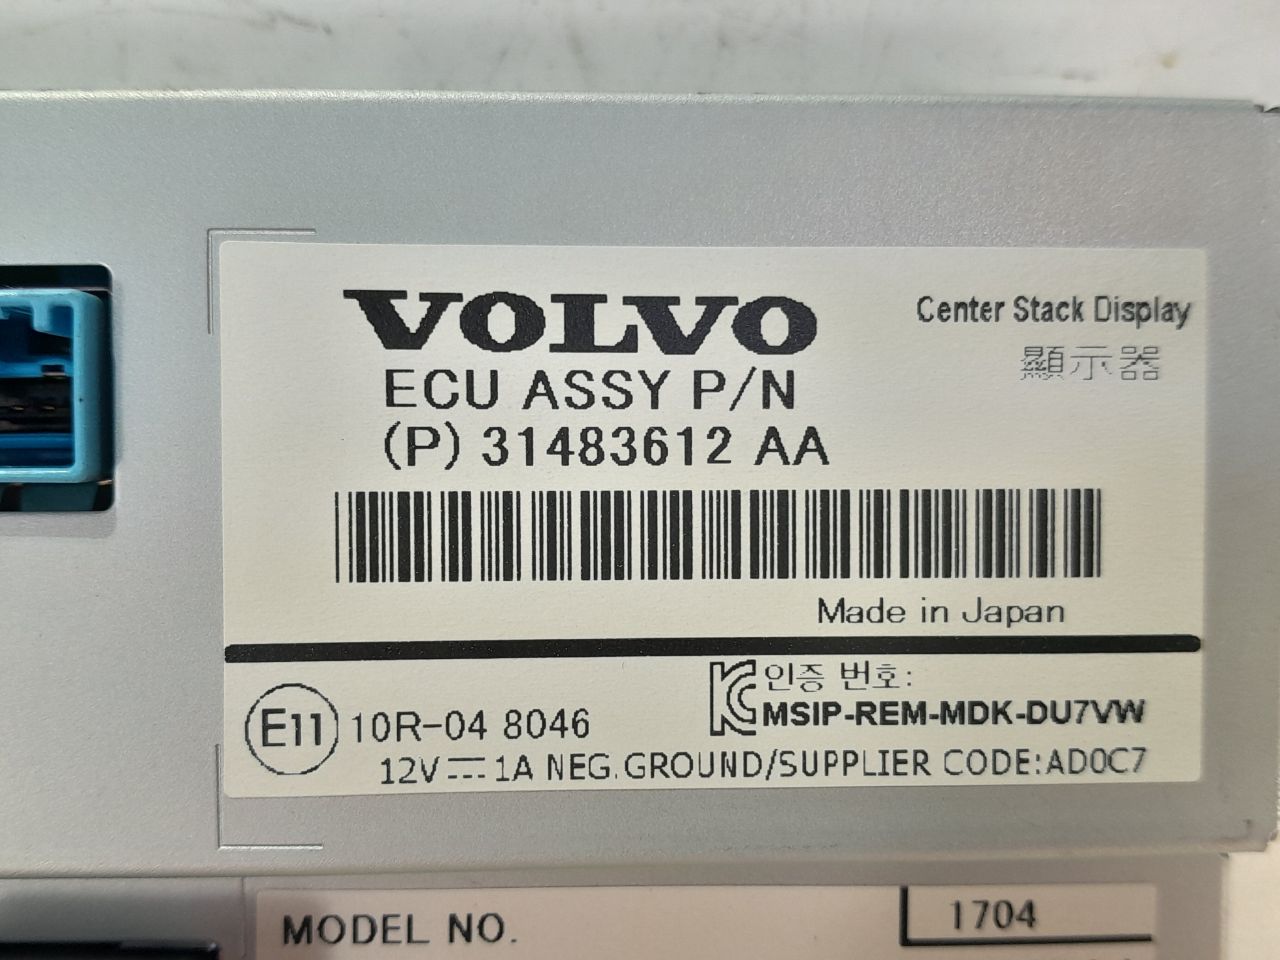 VOLVO
Center Stack Display
顯示器
ECU ASSY P/N
(P) 31483612 AA
Made in Japan
E11 10R-04 8046
인증 번호:
MSIP-REM-MDK-DU7VW
12V⎓1A NEG.GROUND/SUPPLIER CODE:AD0C7
MODEL NO.
1704